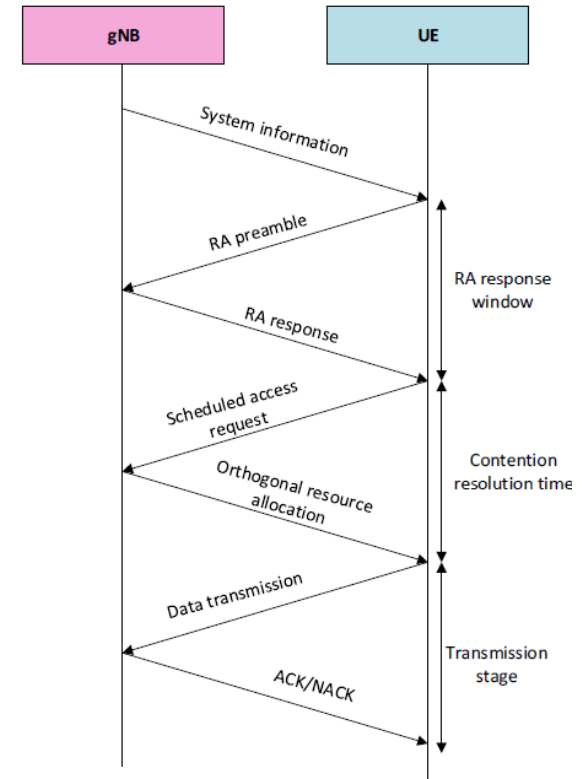 gNB
UE
System information
RA preamble
RA response
window
RA response
Scheduled access
request
Contention
resolution time
Orthogonal resource
allocation
Data transmission
Transmission
stage
ACK/NACK